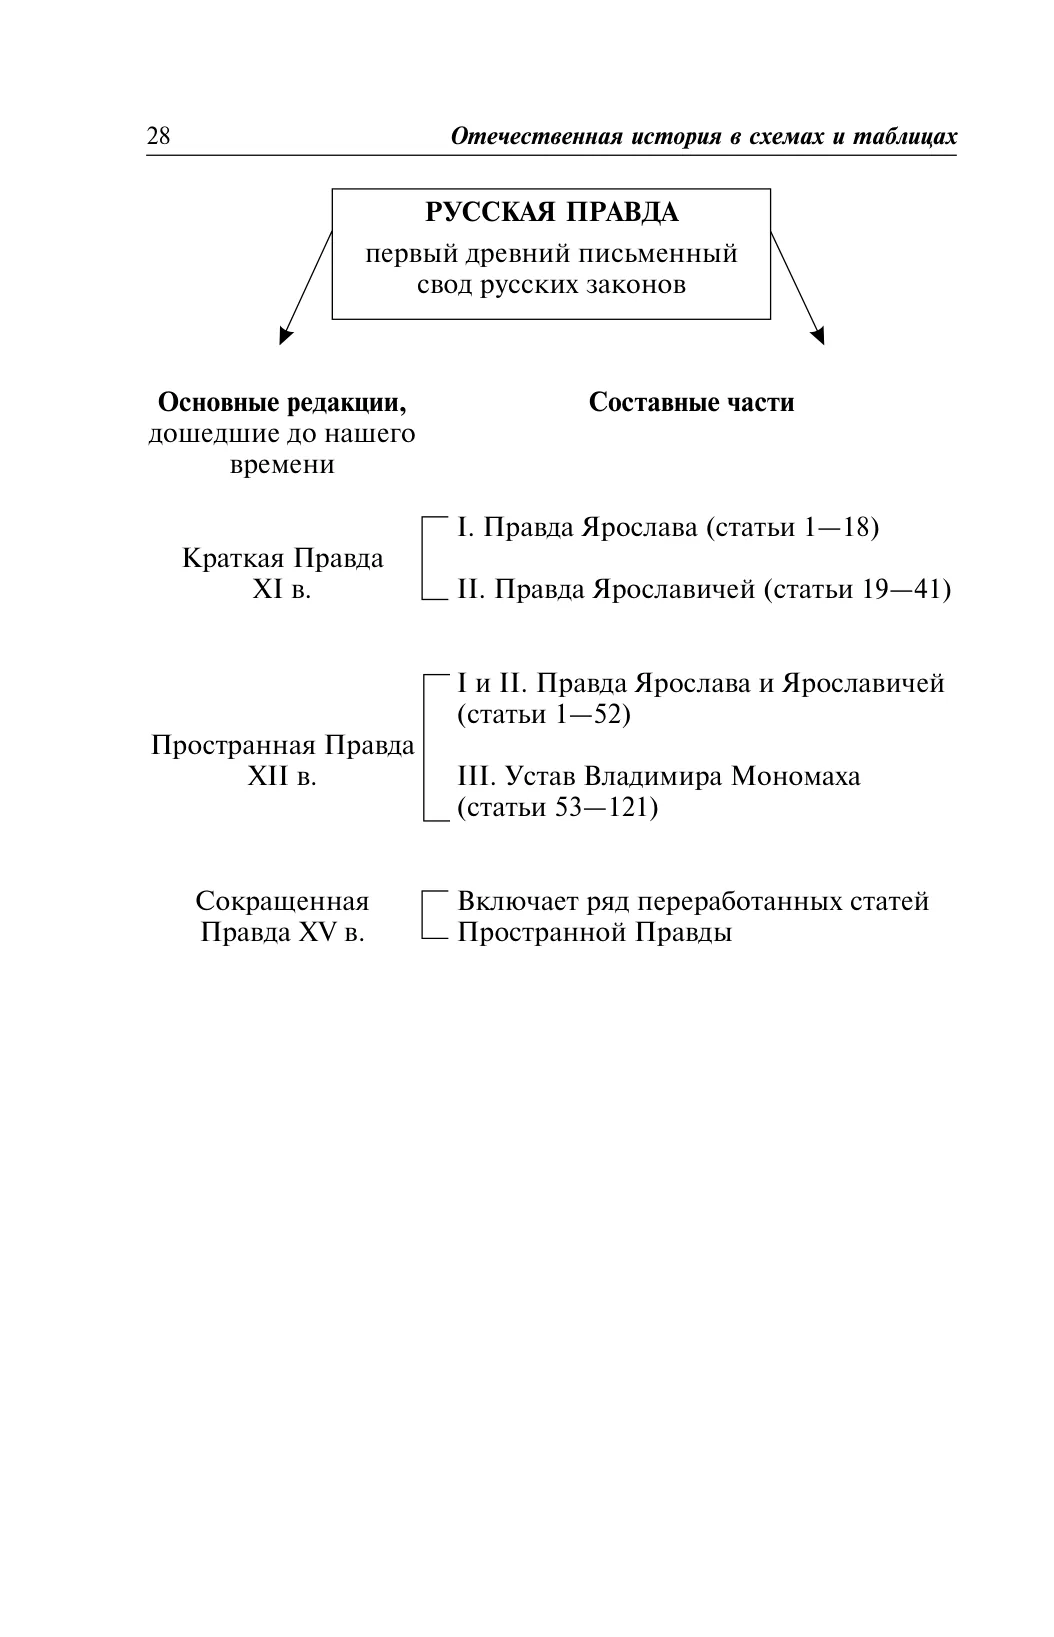 28
Отечественная история в схемах и таблицах
РУССКАЯ ПРАВДА
первый древний письменный
свод русских законов
Основные редакции,
дошедшие до нашего
времени
Составные части
Краткая Правда
XI в.
I. Правда Ярослава (статьи 1—18)
II. Правда Ярославичей (статьи 19—41)
Пространная Правда
XII в.
I и II. Правда Ярослава и Ярославичей
(статьи 1—52)
III. Устав Владимира Мономаха
(статьи 53—121)
Сокращенная
Правда XV в.
Включает ряд переработанных статей
Пространной Правды